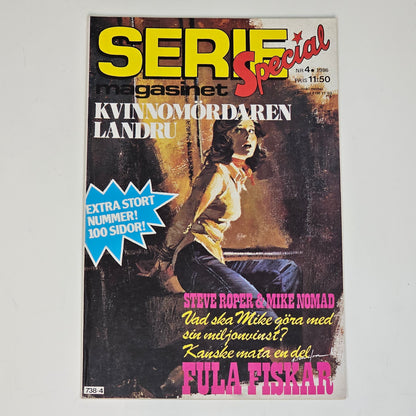 SERIE
magasinet
Special
NR 4★ 1986
PRIS 11:50
KVINNOMÖRDAREN
LANDRU
EXTRA STORT
NUMMER!
100 SIDOR!
STEVE ROPER & MIKE NOMAD
Vad ska Mike göra med
sin miljonvinst?
Kanske mata en del
FULA FISKAR
738-4